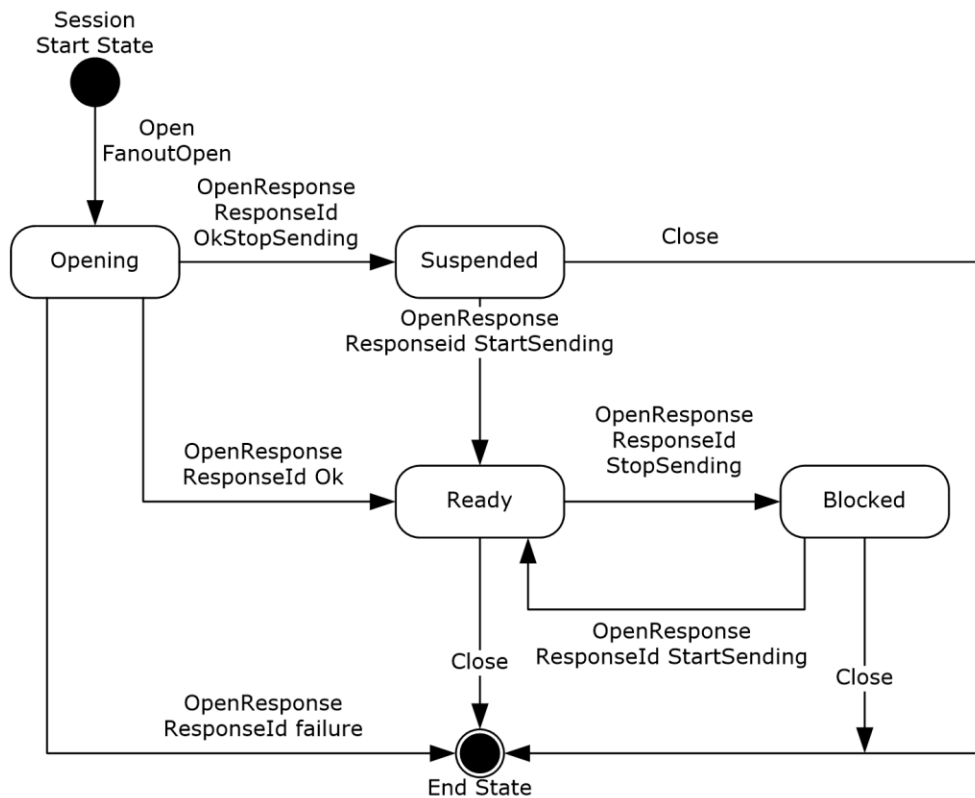 Session
Start State
Open
FanoutOpen
OpenResponse
ResponseId
OkStopSending
Close
Opening
Suspended
OpenResponse
Responseid StartSending
OpenResponse
ResponseId
StopSending
OpenResponse
ResponseId Ok
Ready
Blocked
OpenResponse
ResponseId StartSending
Close
Close
OpenResponse
ResponseId failure
End State